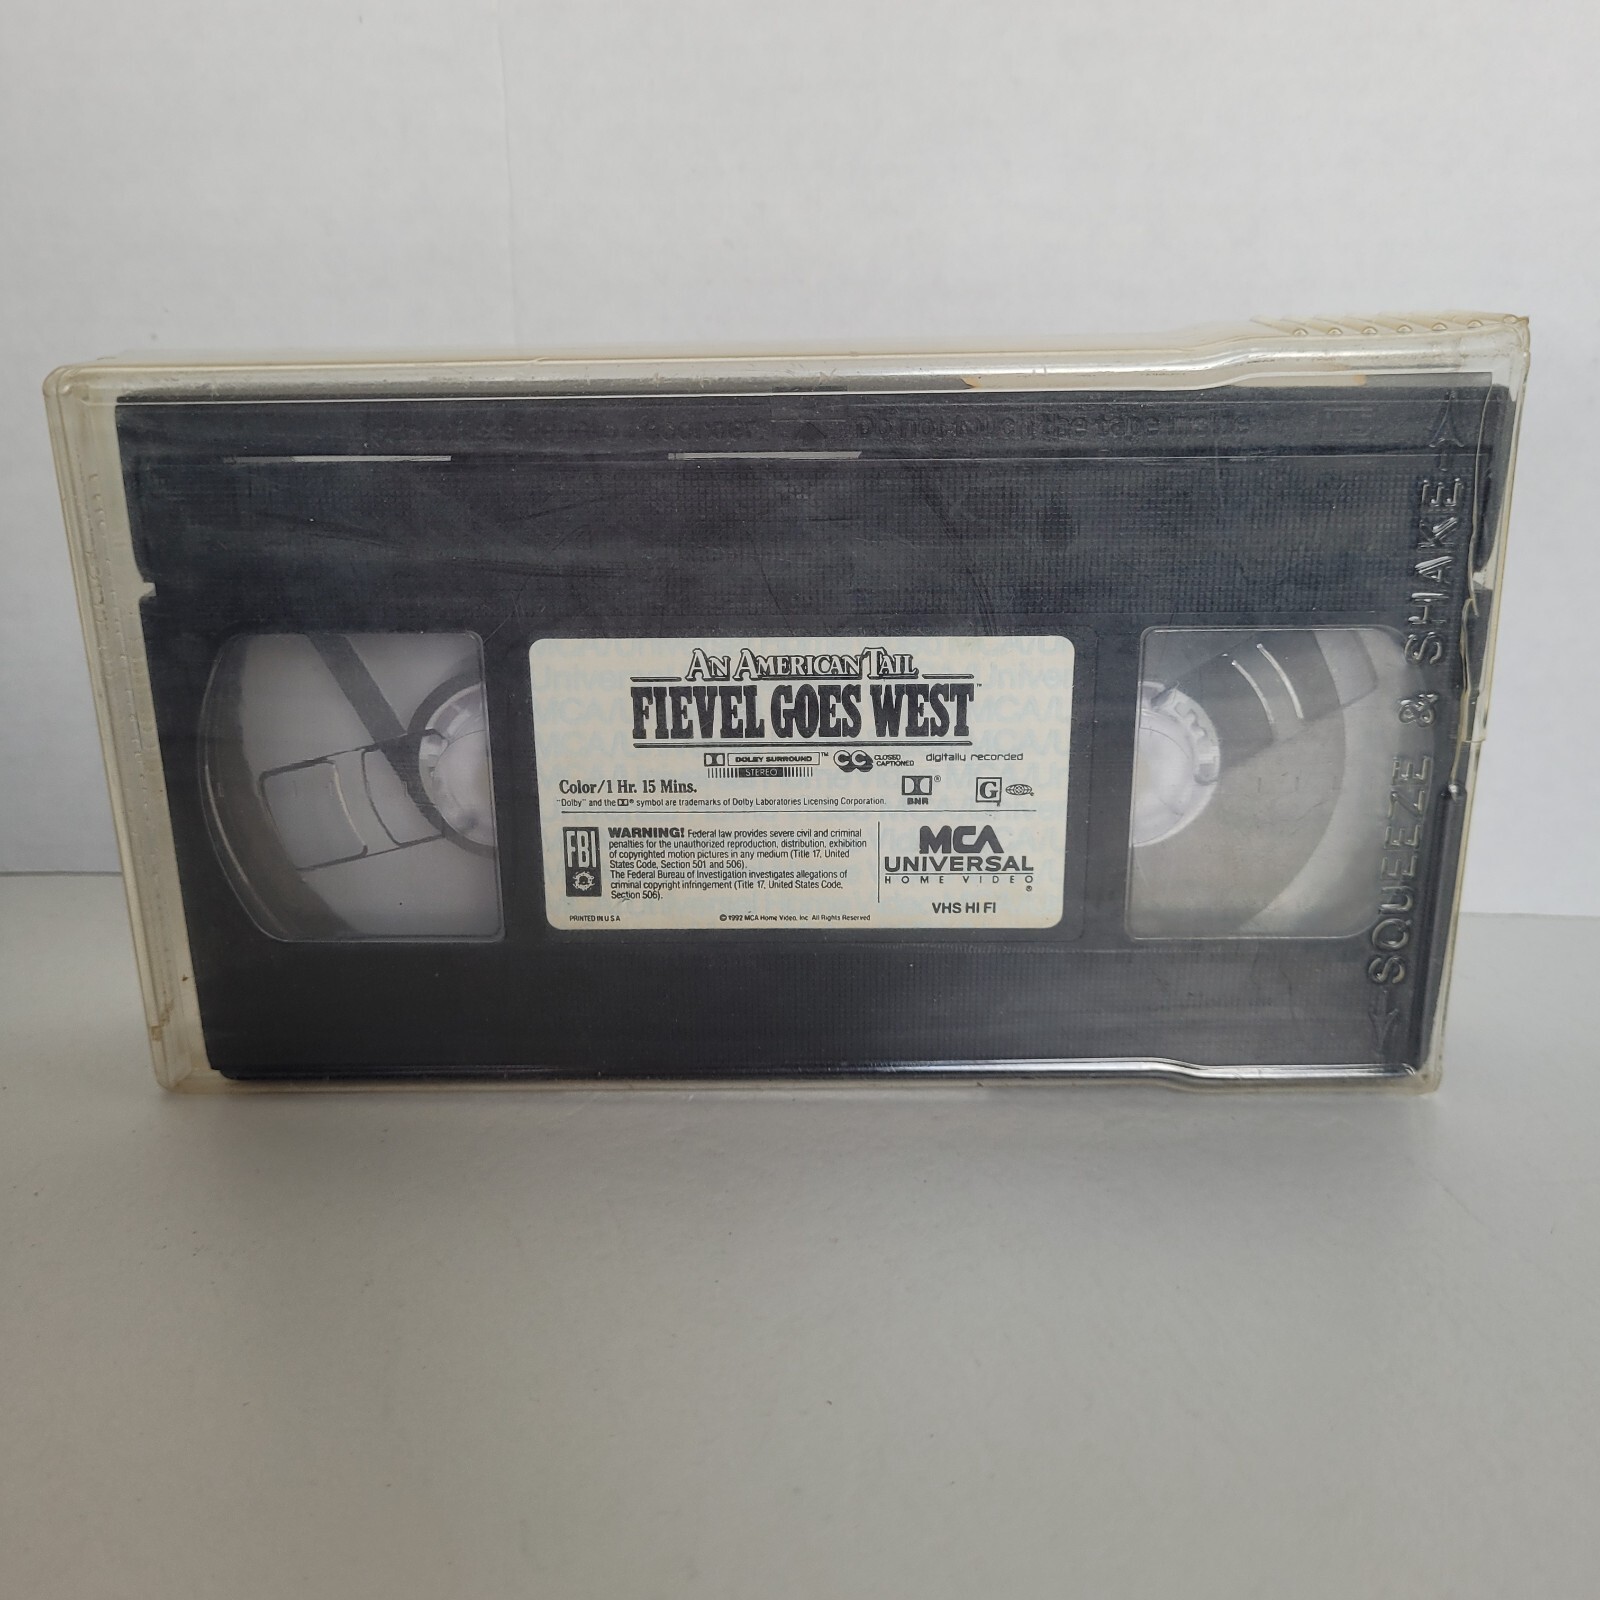 Do not touch the tape inside
AN AMERICAN TAIL
FIEVEL GOES WEST™
DOLBY SURROUND™
STEREO
CC CLOSED CAPTIONED
digitally recorded
Color/1 Hr. 15 Mins.
BNR
G
"Dolby" and the symbol are trademarks of Dolby Laboratories Licensing Corporation.
FBI
WARNING! Federal law provides severe civil and criminal
penalties for the unauthorized reproduction, distribution, exhibition
of copyrighted motion pictures in any medium (Title 17, United
States Code, Section 501 and 506).
The Federal Bureau of Investigation investigates allegations of
criminal copyright infringement (Title 17, United States Code,
Section 506).
MCA
UNIVERSAL
HOME VIDEO®
VHS HI FI
PRINTED IN U S A
© 1992 MCA Home Video, Inc. All Rights Reserved
SQUEEZE & SHAKE